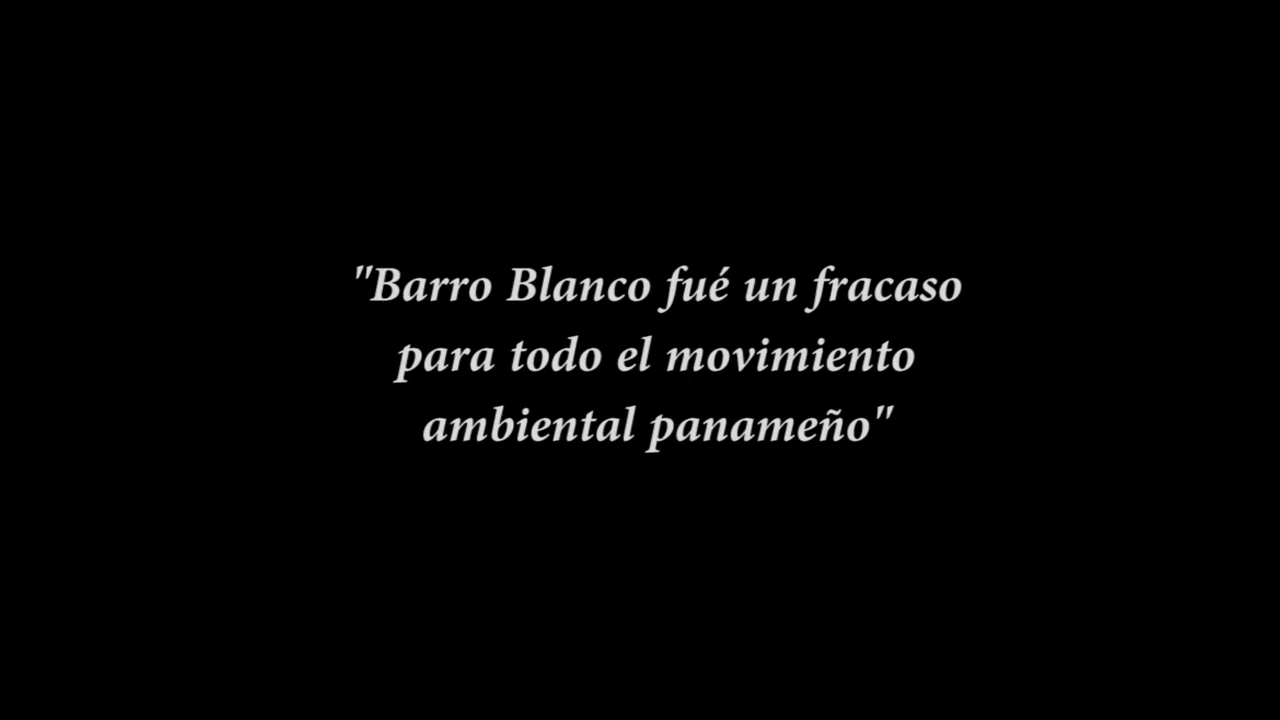 "Barro Blanco fué un fracaso
para todo el movimiento
ambiental panameño"